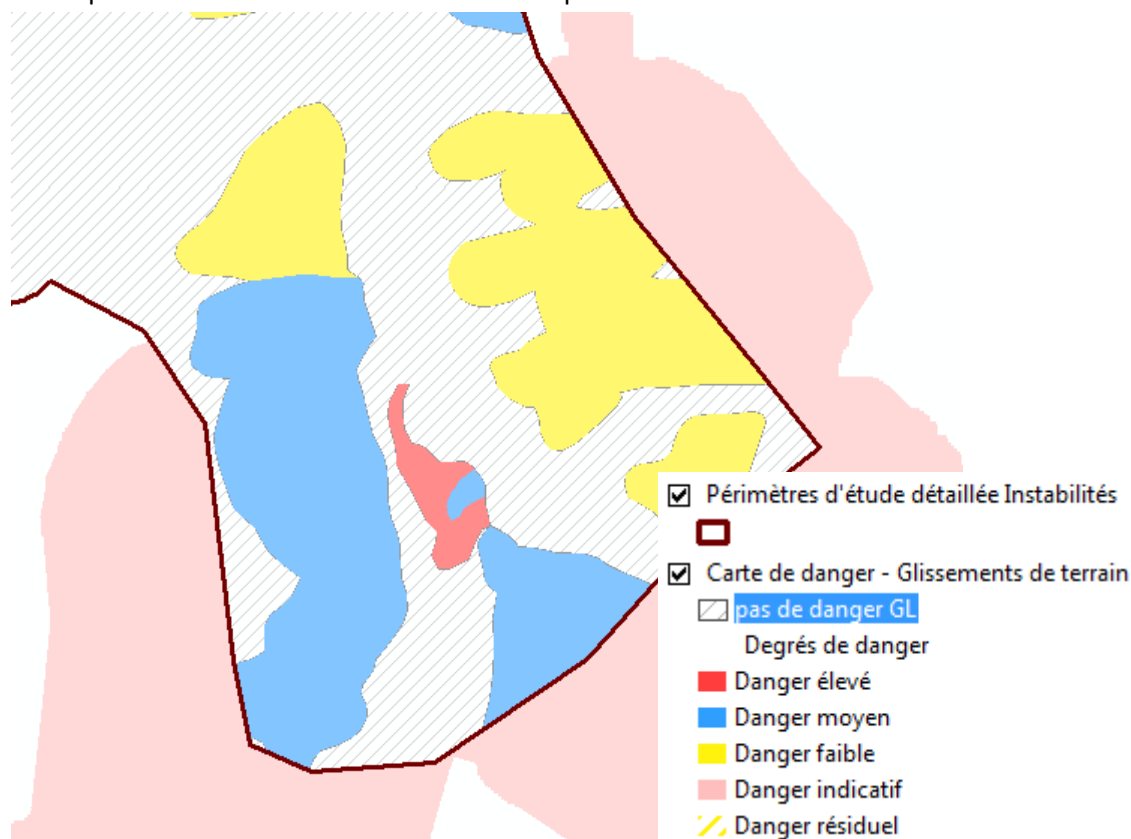 Périmètres d'étude détaillée Instabilités
Carte de danger - Glissements de terrain
pas de danger GL
Degrés de danger
Danger élevé
Danger moyen
Danger faible
Danger indicatif
Danger résiduel